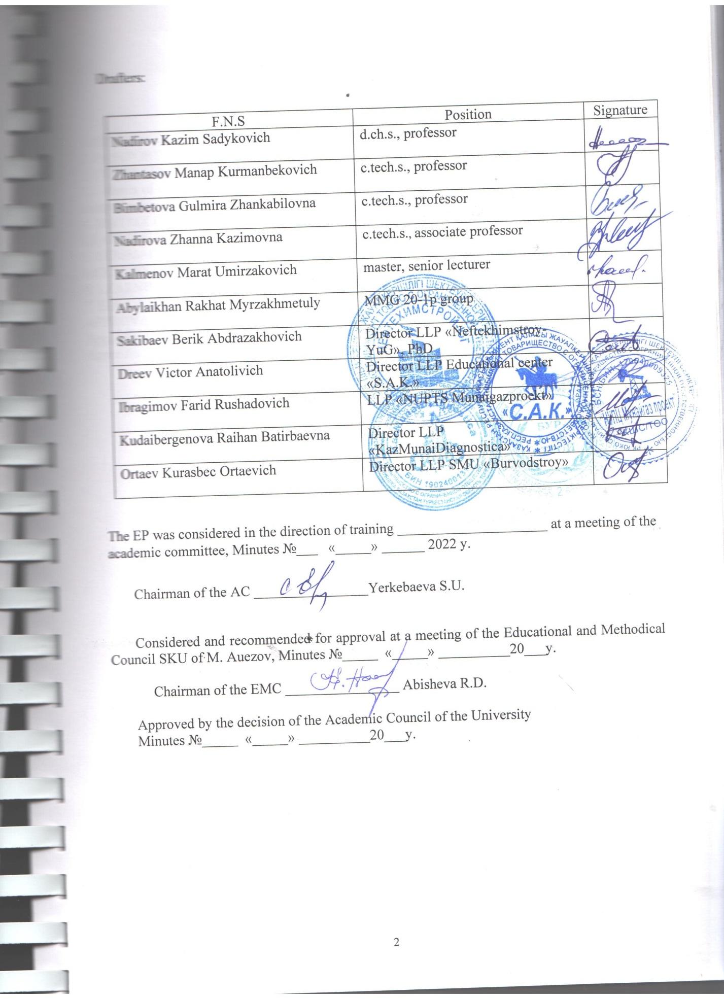 Drafters:
F.N.S Position Signature
Nadirov Kazim Sadykovich d.ch.s., professor
Zhantasov Manap Kurmanbekovich c.tech.s., professor
Bimbetova Gulmira Zhankabilovna c.tech.s., professor
Nadirova Zhanna Kazimovna c.tech.s., associate professor
Kalmenov Marat Umirzakovich master, senior lecturer
Abylaikhan Rakhat Myrzakhmetuly MMG 20-1p group
Sakibaev Berik Abdrazakhovich Director LLP «Neftekhimstroy-
YuG», PhD
Dreev Victor Anatolivich Director LLP Educational center
«S.A.K.»
Ibragimov Farid Rushadovich LLP «NUPTS Munaigazproekt»
Kudaibergenova Raihan Batirbaevna Director LLP
«KazMunaiDiagnostica»
Ortaev Kurasbec Ortaevich Director LLP SMU «Burvodstroy»
«С.А.К.»
The EP was considered in the direction of training _____________________ at a meeting of the
academic committee, Minutes №___ «_____» ______ 2022 y.
Chairman of the AC ________________Yerkebaeva S.U.
Considered and recommended for approval at a meeting of the Educational and Methodical
Council SKU of M. Auezov, Minutes №_____ «_____» __________20___y.
Chairman of the EMC ________________ Abisheva R.D.
Approved by the decision of the Academic Council of the University
Minutes №_____ «_____» __________20___y.
2